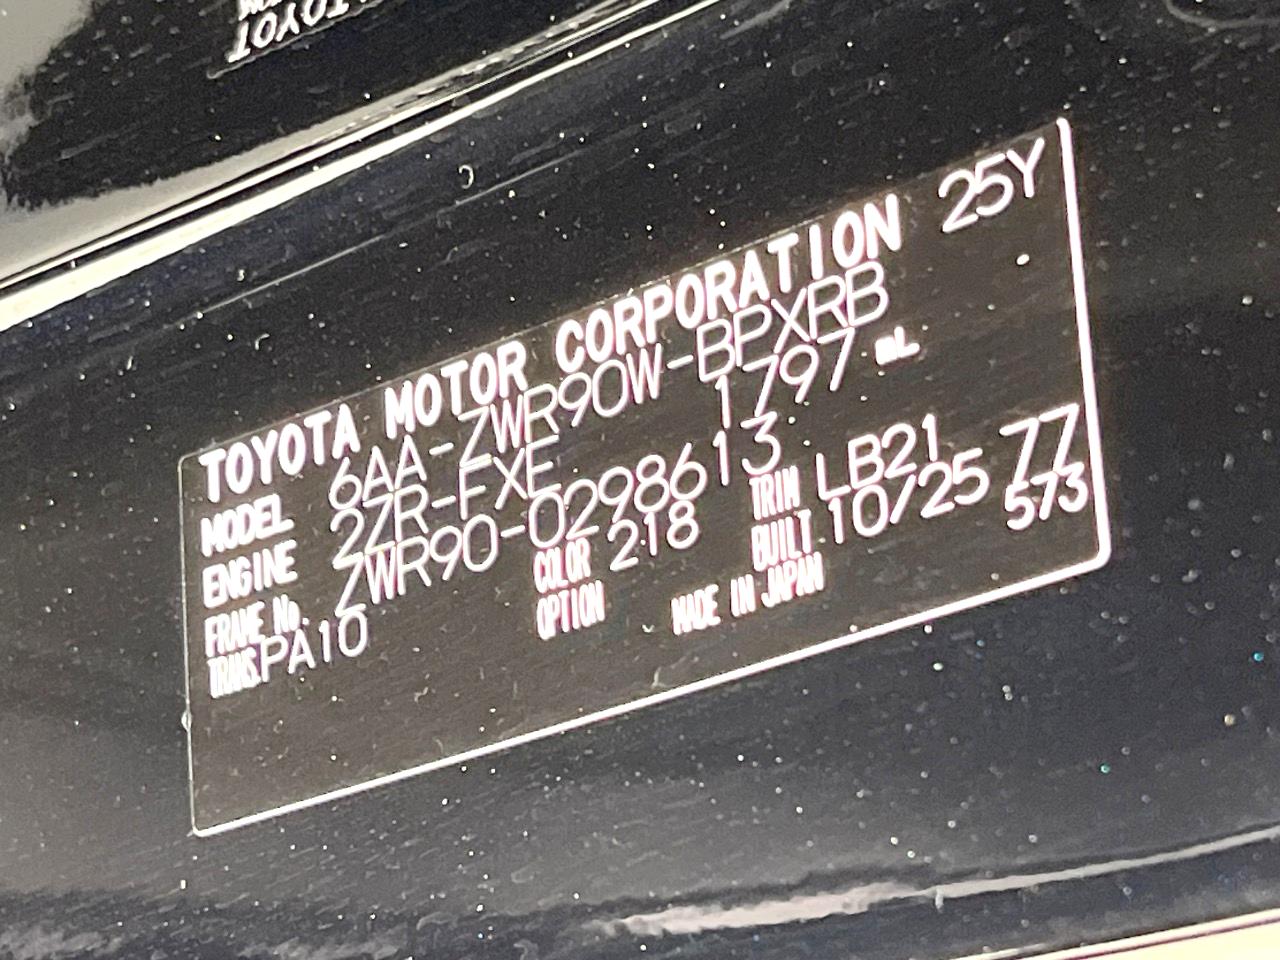 TOYOT
TOYOTA MOTOR CORPORATION 25Y
MODEL 6AA-ZWR90W-BPXRB
ENGINE 2ZR-FXE 1797 mL
FRAME No. ZWR90-0298613
COLOR 218 TRIM LB21 77
TRANS. PA10 OPTION BUILT 10/25 573
MADE IN JAPAN